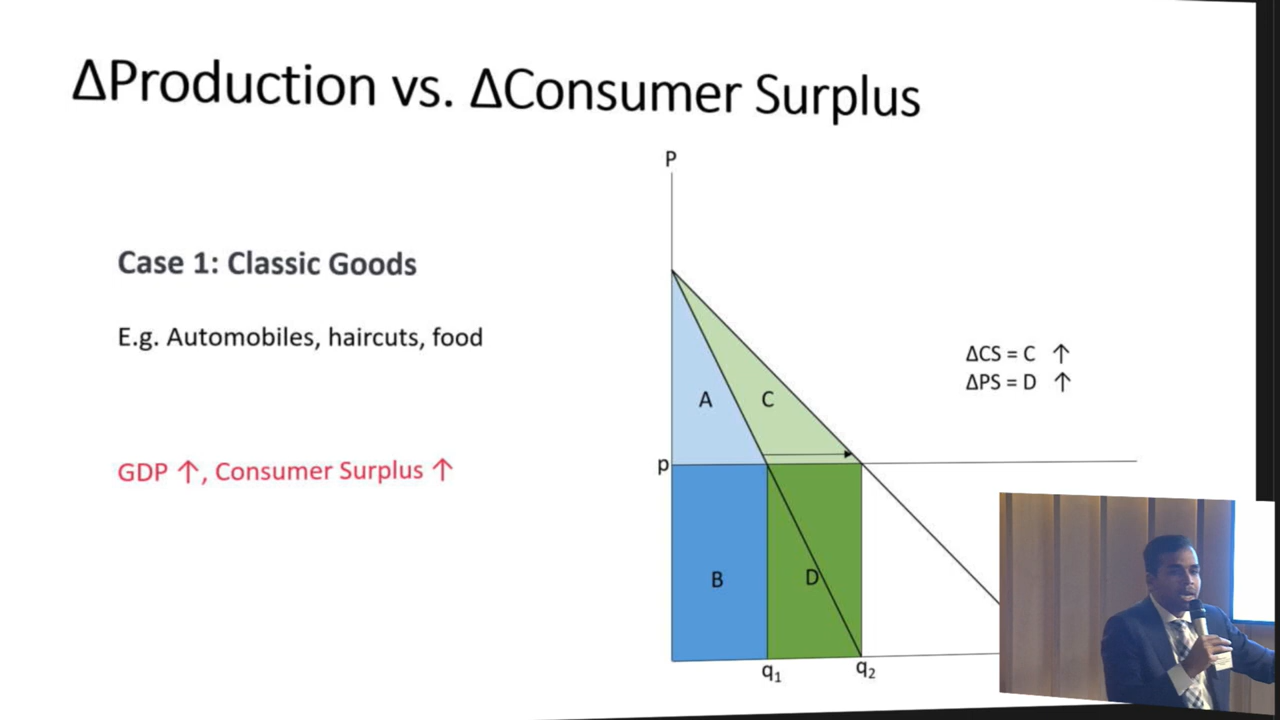 ΔProduction vs. ΔConsumer Surplus
Case 1: Classic Goods
E.g. Automobiles, haircuts, food
GDP ↑, Consumer Surplus ↑
P
A
C
ΔCS = C ↑
ΔPS = D ↑
p
B
D
q₁
q₂